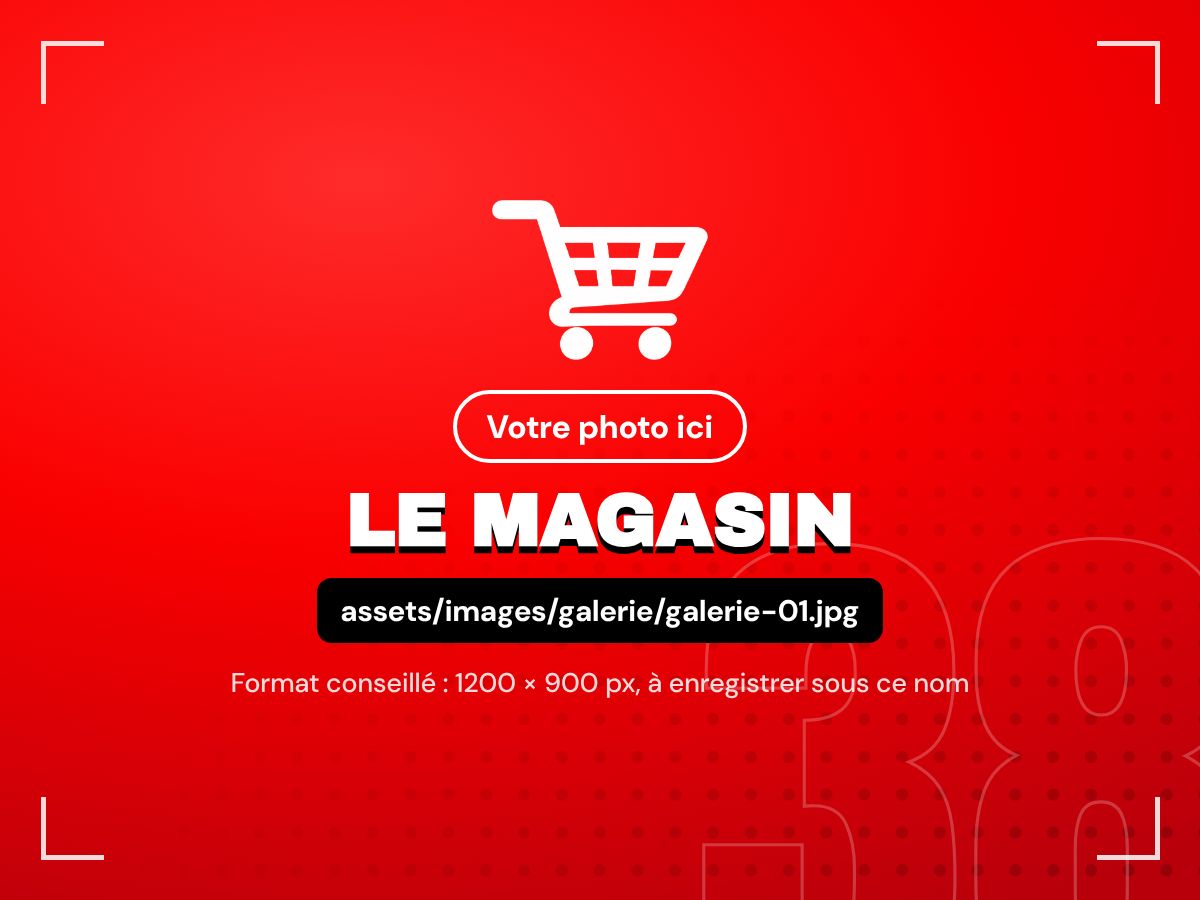 Votre photo ici
LE MAGASIN
assets/images/galerie/galerie-01.jpg
Format conseillé : 1200 × 900 px, à enregistrer sous ce nom
38